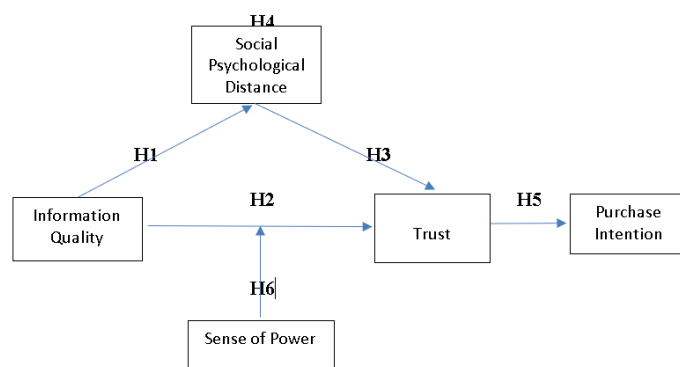 H4
Social
Psychological
Distance
H1
H3
H2
H5
Information
Quality
Trust
Purchase
Intention
H6
Sense of Power